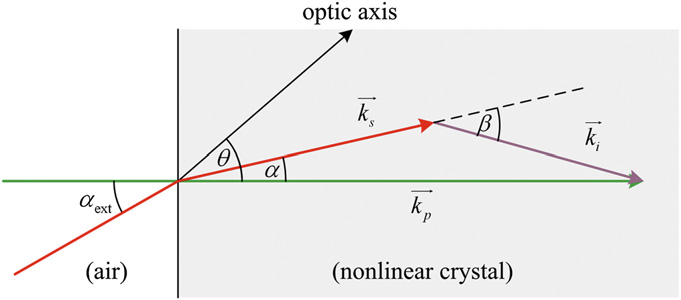 optic axis
k_s
β
k_i
θ
α
α_ext
k_p
(air)
(nonlinear crystal)